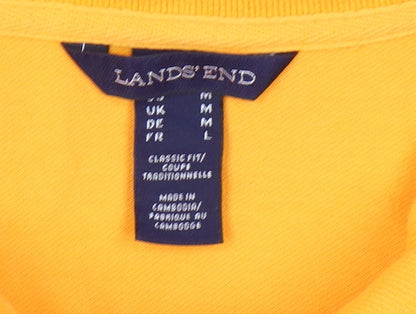 LANDS' END
M
UK M
DE M
FR L
CLASSIC FIT/
COUPE
TRADITIONNELLE
MADE IN
CAMBODIA/
FABRIQUE AU
CAMBODGE